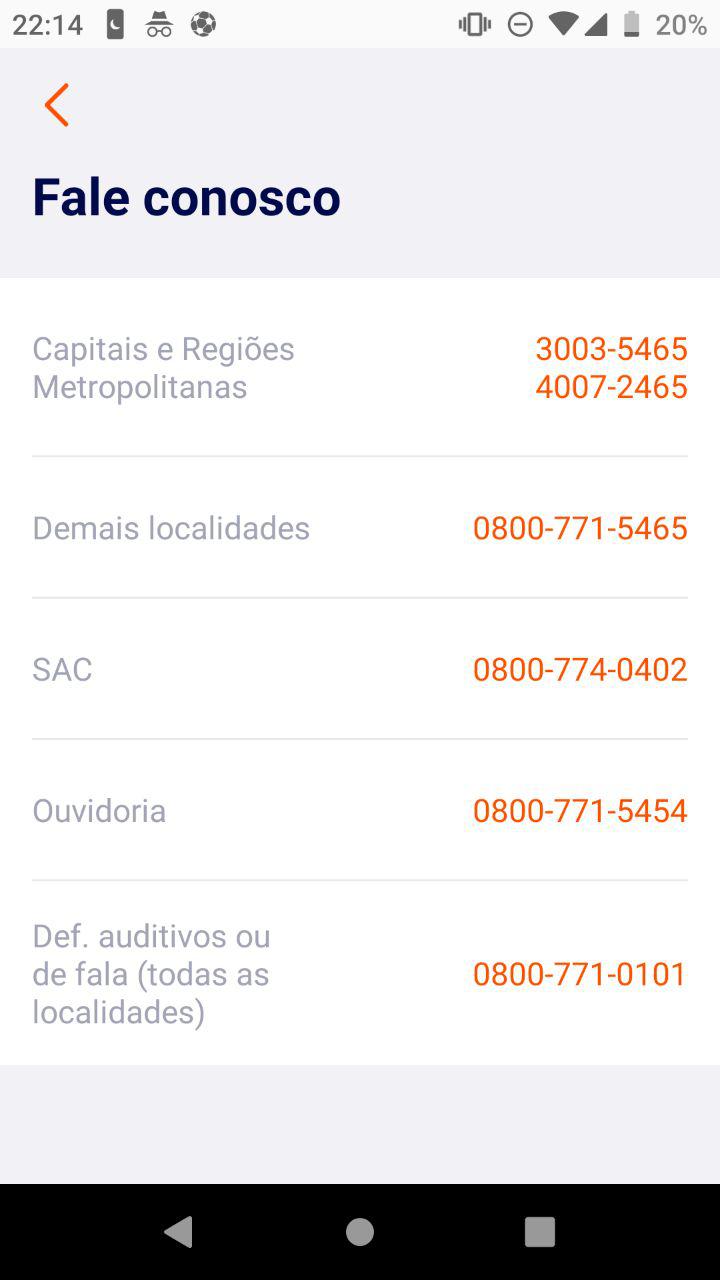 22:14
20%
Fale conosco
Capitais e Regiões
Metropolitanas
3003-5465
4007-2465
Demais localidades
0800-771-5465
SAC
0800-774-0402
Ouvidoria
0800-771-5454
Def. auditivos ou
de fala (todas as
localidades)
0800-771-0101